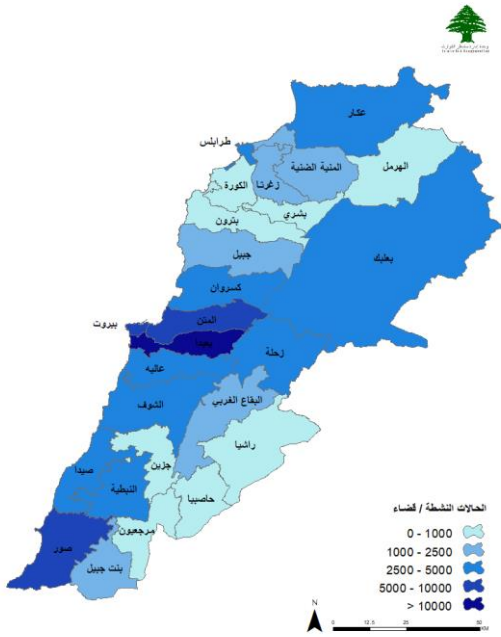 عكار
طرابلس
المنية الضنية
زغرتا
الهرمل
الكورة
بشري
بترون
بعلبك
جبيل
كسروان
المتن
بيروت
بعبدا
زحلة
عاليه
البقاع الغربي
الشوف
راشيا
جزين
صيدا
النبطية
حاصبيا
مرجعيون
صور
بنت جبيل
الحالات النشطة / قضاء
0 - 1000
1000 - 2500
2500 - 5000
5000 - 10000
> 10000
N
0 12.5 25 50
KM